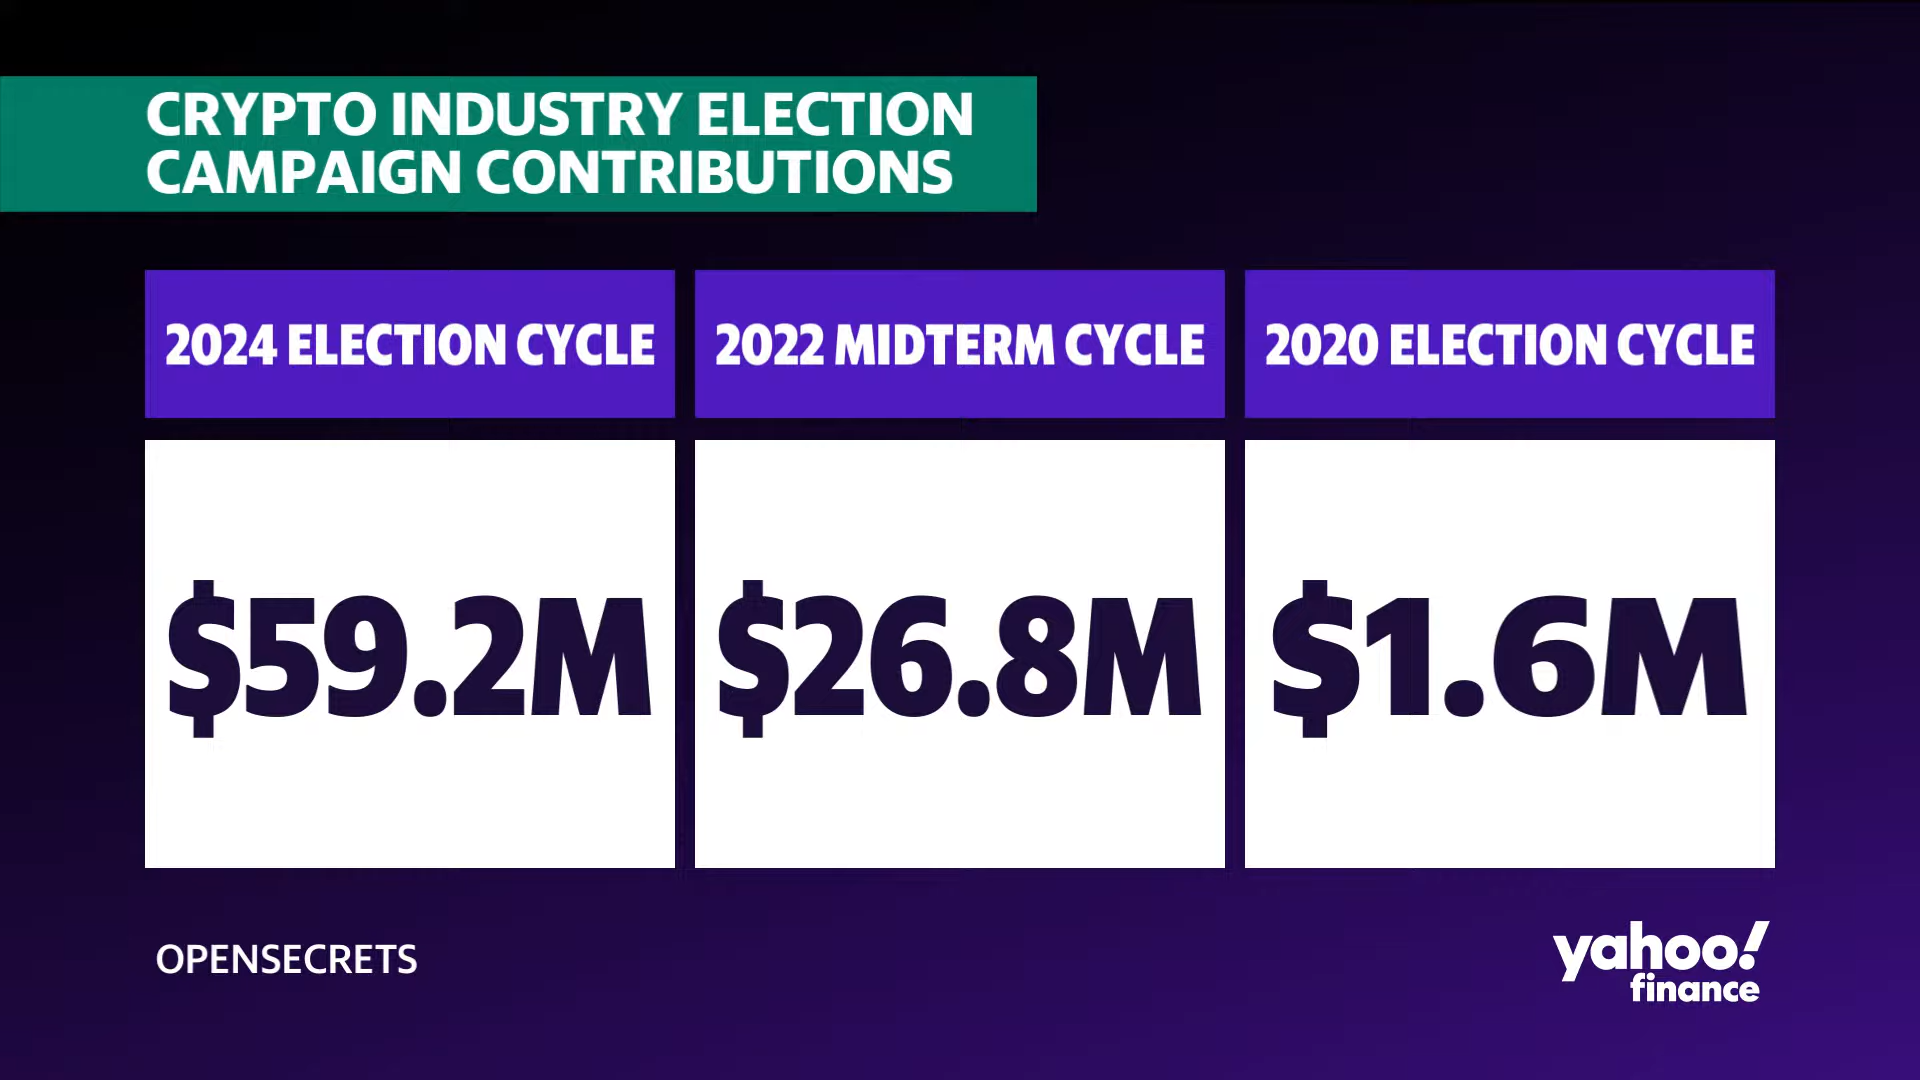 CRYPTO INDUSTRY ELECTION
CAMPAIGN CONTRIBUTIONS
2024 ELECTION CYCLE
2022 MIDTERM CYCLE
2020 ELECTION CYCLE
$59.2M
$26.8M
$1.6M
OPENSECRETS
yahoo!
finance